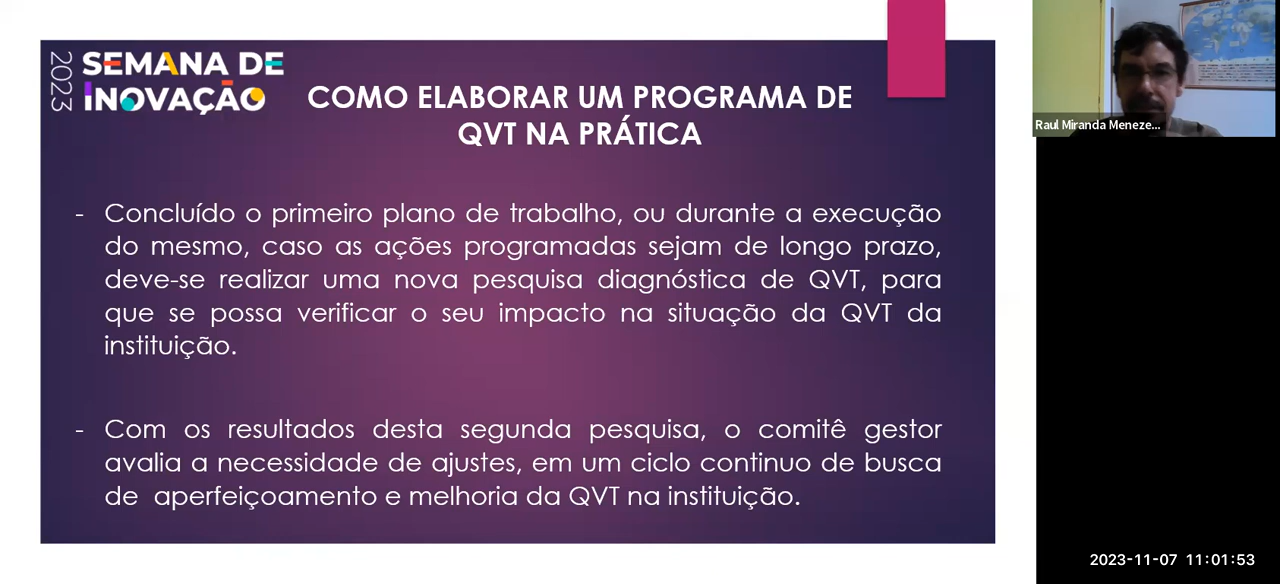 2023
SEMANA DE
INOVAÇÃO
COMO ELABORAR UM PROGRAMA DE
QVT NA PRÁTICA
- Concluído o primeiro plano de trabalho, ou durante a execução
do mesmo, caso as ações programadas sejam de longo prazo,
deve-se realizar uma nova pesquisa diagnóstica de QVT, para
que se possa verificar o seu impacto na situação da QVT da
instituição.
- Com os resultados desta segunda pesquisa, o comitê gestor
avalia a necessidade de ajustes, em um ciclo continuo de busca
de aperfeiçoamento e melhoria da QVT na instituição.
Raul Miranda Meneze...
2023-11-07 11:01:53